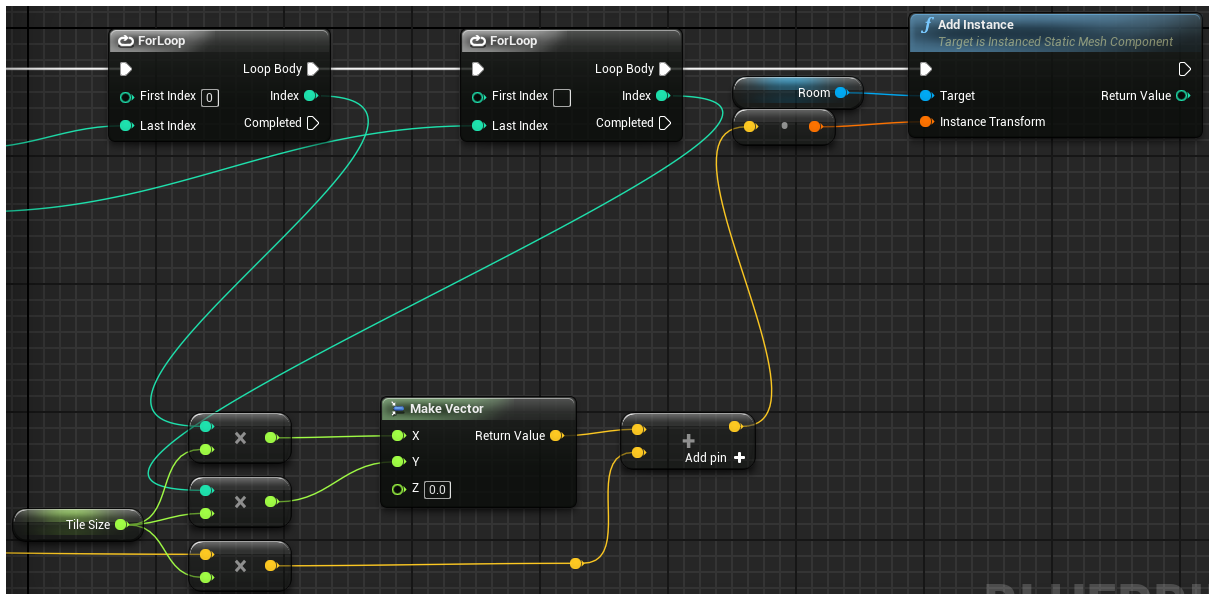 ForLoop
First Index 0
Last Index
Loop Body
Index
Completed
ForLoop
First Index
Last Index
Loop Body
Index
Completed
Room
Add Instance
Target is Instanced Static Mesh Component
Target
Instance Transform
Return Value
Tile Size
Make Vector
X
Y
Z 0.0
Return Value
Add pin